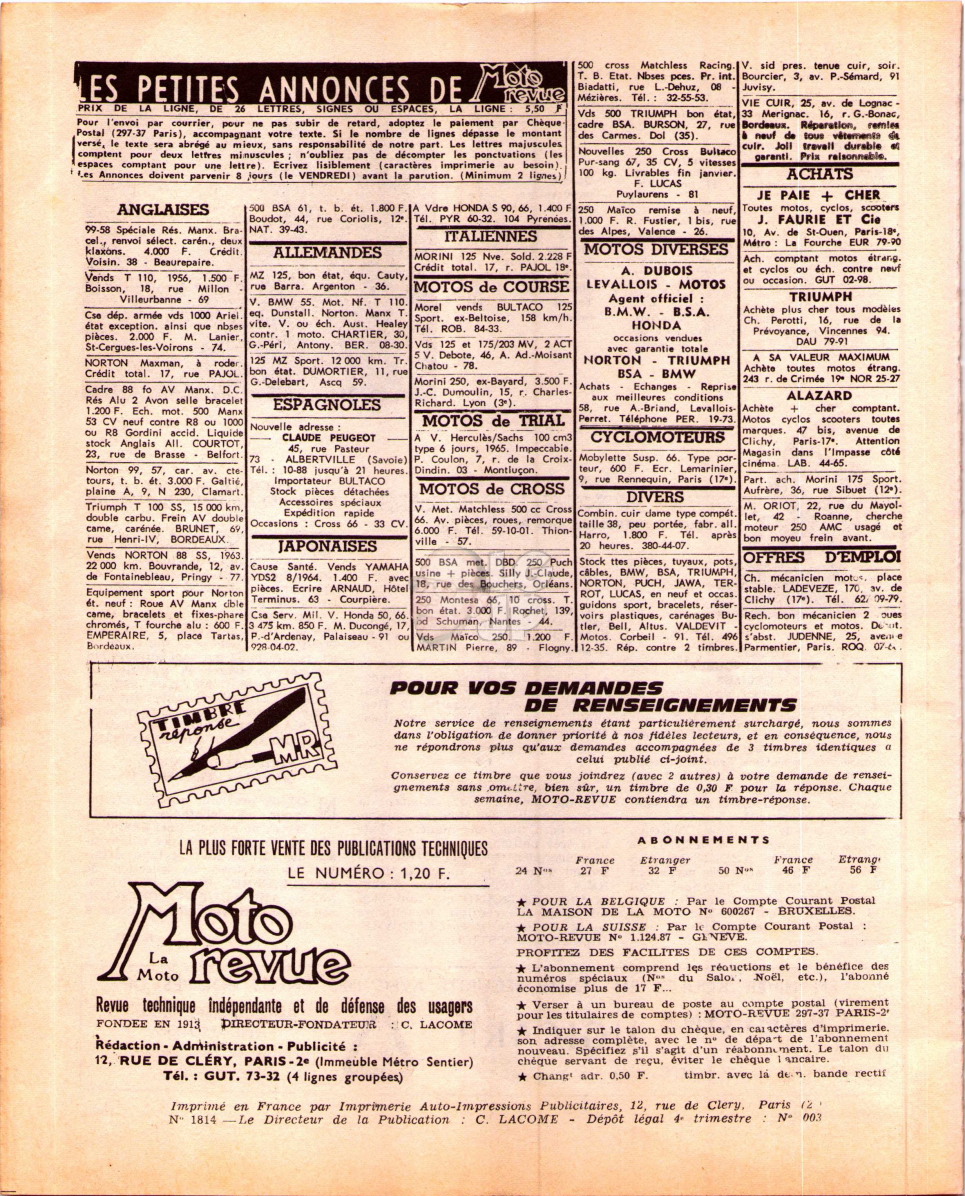 LES PETITES ANNONCES DE Moto revue
PRIX DE LA LIGNE, DE 26 LETTRES, SIGNES OU ESPACES, LA LIGNE : 5,50 F
Pour l'envoi par courrier, pour ne pas subir de retard, adoptez le paiement par Chèque
Postal (297-37 Paris), accompagnant votre texte. Si le nombre de lignes dépasse le montant
versé, le texte sera abrégé au mieux, sans responsabilité de notre part. Les lettres majuscules
comptent pour deux lettres minuscules ; n'oubliez pas de décompter les ponctuations (les
espaces comptant pour une lettre). Ecrivez lisiblement (caractères imprimerie au besoin).
Les Annonces doivent parvenir 8 jours (le VENDREDI) avant la parution. (Minimum 2 lignes)
ANGLAISES
99-58 Spéciale Rés. Manx. Bra-
cel., renvoi sélect. carén., deux
klaxons. 4.000 F. Crédit.
Voisin. 38 - Beaurepaire.
Vends T 110, 1956, 1.500 F.
Boisson, 18, rue Millon -
Villeurbanne - 69
Cse dép. armée vds 1000 Ariel.
état exception. ainsi que nbses
pièces. 2.000 F. M. Lanier,
St-Cergues-les-Voirons - 74.
NORTON Maxman, à roder.
Crédit total. 17, rue PAJOL.
Cadre 88 fo AV Manx. D.C.
Rés Alu 2 Avon selle bracelet
1.200 F. Ech. mot. 500 Manx
53 CV neuf contre R8 ou 1000
ou R8 Gordini accid. Liquide
stock Anglais All. COURTOT,
23, rue de Brasse - Belfort.
Norton 99, 57, car. av. cte-
tours, t. b. ét. 3.000 F. Galtié,
plaine A, 9, N 230, Clamart.
Triumph T 100 SS, 15 000 km,
double carbu. Frein AV double
came, carénée. BRUNET, 69,
rue Henri-IV, BORDEAUX.
Vends NORTON 88 SS, 1963.
22 000 km. Bouvrande, 12, av.
de Fontainebleau, Pringy - 77.
Equipement sport pour Norton
ét. neuf : Roue AV Manx dble
came, bracelets et fixes-phare
chromés, T fourche alu : 600 F.
EMPERAIRE, 5, place Tartas,
Bordeaux.
500 BSA 61, t. b. ét. 1.800 F.
Boudot, 44, rue Coriolis, 12e.
NAT. 39-43.
ALLEMANDES
MZ 125, bon état, équ. Cauty,
rue Barra. Argenton - 36.
V. BMW 55. Mot. Nf. T 110.
eq. Dunstall. Norton. Manx T.
vite. V. ou éch. Aust. Healey
contr. 1 moto. CHARTIER, 30,
G.-Péri, Antony. BER. 08-30.
125 MZ Sport. 12 000 km. Tr.
bon état. DUMORTIER, 11, rue
G.-Delebart, Ascq 59.
ESPAGNOLES
Nouvelle adresse :
CLAUDE PEUGEOT
45, rue Pasteur
73 - ALBERTVILLE (Savoie)
Tél. : 10-88 jusqu'à 21 heures.
Importateur BULTACO
Stock pièces détachées
Accessoires spéciaux
Expédition rapide
Occasions : Cross 66 - 33 CV.
JAPONAISES
Cause Santé. Vends YAMAHA
YDS2 8/1964. 1.400 F. avec
pièces. Ecrire ARNAUD, Hôtel
Terminus. 63 - Courpière.
Csa Serv. Mil. V. Honda 50, 66,
3 475 km. 850 F. M. Ducongé, 17
P.-d'Ardenay, Palaiseau - 91 ou
928-04-02.
A Vdre HONDA S 90, 66, 1.400 F
Tél. PYR 60-32. 104 Pyrénées.
ITALIENNES
MORINI 125 Nve. Sold. 2.228 F
Crédit total. 17, r. PAJOL 18e.
MOTOS de COURSE
Morel vends BULTACO 125
Sport. ex-Beltoise, 158 km/h.
Tél. ROB. 84-33.
Vds 125 et 175/203 MV, 2 ACT
5 V. Debote, 46, A. Ad.-Moisant
Chatou - 78.
Morini 250, ex-Bayard, 3.500 F.
J.-C. Dumoulin, 15, r. Charles-
Richard. Lyon (3e).
MOTOS de TRIAL
A V. Herculès/Sachs 100 cm3
type 6 jours, 1965. Impeccable.
P. Coulon, 7, r. de la Croix-
Dindin. 03 - Montluçon.
MOTOS de CROSS
V. Met. Matchless 500 cc Cross
66. Av. pièces, roues, remorque
6.000 F. Tél. 59-10-01. Thion-
ville - 57.
500 BSA met. DBD. 250 Puch
usine + pièces. Silly J.-Claude,
18, rue des Bouchers, Orléans.
250 Montesa 66, 10 cross. T.
bon état. 3.000 F. Rochet, 139,
bd Schuman, Nantes - 44.
Vds Maïco 250. 1.200 F.
MARTIN Pierre, 89 - Flogny.
500 cross Matchless Racing.
T. B. Etat. Nbses pces. Pr. int.
Biadatti, rue L.-Dehuz, 08 -
Mézières. Tél. : 32-55-53.
Vds 500 TRIUMPH bon état,
cadre BSA. BURSON, 27, rue
des Carmes. Dol (35).
Nouvelles 250 Cross Bultaco
Pur-sang 67, 35 CV, 5 vitesses
100 kg. Livrables fin janvier.
F. LUCAS
Puylaurens - 81
250 Maïco remise à neuf,
1.000 F. R. Fustier, 1 bis, rue
des Alpes, Valence - 26.
MOTOS DIVERSES
A. DUBOIS
LEVALLOIS - MOTOS
Agent officiel :
B.M.W. - B.S.A.
HONDA
occasions vendues
avec garantie totale
NORTON - TRIUMPH
BSA - BMW
Achats - Echanges - Reprise
aux meilleures conditions
58, rue A.-Briand, Levallois-
Perret. Téléphone PER. 19-73.
CYCLOMOTEURS
Mobylette Susp. 66. Type por-
teur, 600 F. Ecr. Lemarinier,
9, rue Rennequin, Paris (17e).
DIVERS
Combin. cuir dame type compét.
taille 38, peu portée, fabr. all.
Harro, 1.800 F. Tél. après
20 heures. 380-44-07.
Stock ttes pièces, tuyaux, pots,
câbles, BMW, BSA, TRIUMPH,
NORTON, PUCH, JAWA, TER-
ROT, LUCAS, en neuf et occas.
guidons sport, bracelets, réser-
voirs plastiques, carénages Bu-
tler, Bell, Altus. VALDEVIT -
Motos. Corbeil - 91. Tél. 496
12-35. Rép. contre 2 timbres.
V. sid pres. tenue cuir, soir.
Bourcier, 3, av. P.-Sémard, 91
Juvisy.
VIE CUIR, 25, av. de Lognac -
33 Merignac. 16, r. G.-Bonac,
Bordeaux. Réparation, remise
à neuf de tous vêtements de
cuir. Joli travail durable et
garanti. Prix raisonnable.
ACHATS
JE PAIE + CHER
Toutes motos, cyclos, scooters
J. FAURIE ET Cie
10, Av. de St-Ouen, Paris-18e,
Métro : La Fourche EUR 79-90
Ach. comptant motos étrang.
et cyclos ou éch. contre neuf
ou occasion. GUT 02-98.
TRIUMPH
Achète plus cher tous modèles
Ch. Perotti, 16, rue de la
Prévoyance, Vincennes 94.
DAU 79-91
A SA VALEUR MAXIMUM
Achète toutes motos étrang.
243 r. de Crimée 19e NOR 25-27
ALAZARD
Achète + cher comptant.
Motos cyclos scooters toutes
marques. 47 bis, avenue de
Clichy, Paris-17e. Attention
Magasin dans l'Impasse côté
cinéma. LAB. 44-65.
Part. ach. Morini 175 Sport.
Aufrère, 36, rue Sibuet (12e).
M. ORIOT, 22, rue du Mayol-
let, 42 - Roanne, cherche
moteur 250 AMC usagé et
bon moyeu frein avant.
OFFRES D'EMPLOI
Ch. mécanicien motos. place
stable. LADEVEZE, 170, av. de
Clichy (17e). Tél. 627 09-79.
Rech. bon mécanicien 2 roues
cyclomoteurs et motos. Début.
s'abst. JUDENNE, 25, avenue
Parmentier, Paris. ROQ. 07-
TIMBRE
réponse
MR
POUR VOS DEMANDES
DE RENSEIGNEMENTS
Notre service de renseignements étant particulièrement surchargé, nous sommes
dans l'obligation de donner priorité à nos fidèles lecteurs, et en conséquence, nous
ne répondrons plus qu'aux demandes accompagnées de 3 timbres identiques a
celui publié ci-joint.
Conservez ce timbre que vous joindrez (avec 2 autres) à votre demande de rensei-
gnements sans omettre, bien sûr, un timbre de 0,30 F pour la réponse. Chaque
semaine, MOTO-REVUE contiendra un timbre-réponse.
LA PLUS FORTE VENTE DES PUBLICATIONS TECHNIQUES
LE NUMÉRO : 1,20 F.
La Moto
Moto revue
Revue technique indépendante et de défense des usagers
FONDEE EN 1913 DIRECTEUR-FONDATEUR : C. LACOME
Rédaction - Administration - Publicité :
12, RUE DE CLÉRY, PARIS-2e (Immeuble Métro Sentier)
Tél. : GUT. 73-32 (4 lignes groupées)
ABONNEMENTS
France Etranger France Etrang
24 Nos 27 F 32 F 50 Nos 46 F 56 F
★ POUR LA BELGIQUE : Par le Compte Courant Postal
LA MAISON DE LA MOTO No 600267 - BRUXELLES.
★ POUR LA SUISSE : Par le Compte Courant Postal :
MOTO-REVUE No 1.124.87 - GENEVE.
PROFITEZ DES FACILITES DE CES COMPTES.
★ L'abonnement comprend les réductions et le bénéfice des
numéros spéciaux (Nos du Salon, Noël, etc.), l'abonné
économise plus de 17 F...
★ Verser à un bureau de poste au compte postal (virement
pour les titulaires de comptes) : MOTO-REVUE 297-37 PARIS-2
★ Indiquer sur le talon du chèque, en caractères d'imprimerie.
son adresse complète, avec le no de départ de l'abonnement
nouveau. Spécifiez s'il s'agit d'un réabonnement. Le talon du
chèque servant de reçu, éviter le chèque bancaire.
★ Changt adr. 0,50 F. timbr. avec la dern. bande rectif
Imprimé en France par Imprimerie Auto-Impressions Publicitaires, 12, rue de Clery, Paris (2
No 1814 — Le Directeur de la Publication : C. LACOME - Dépôt légal 4e trimestre : No 003